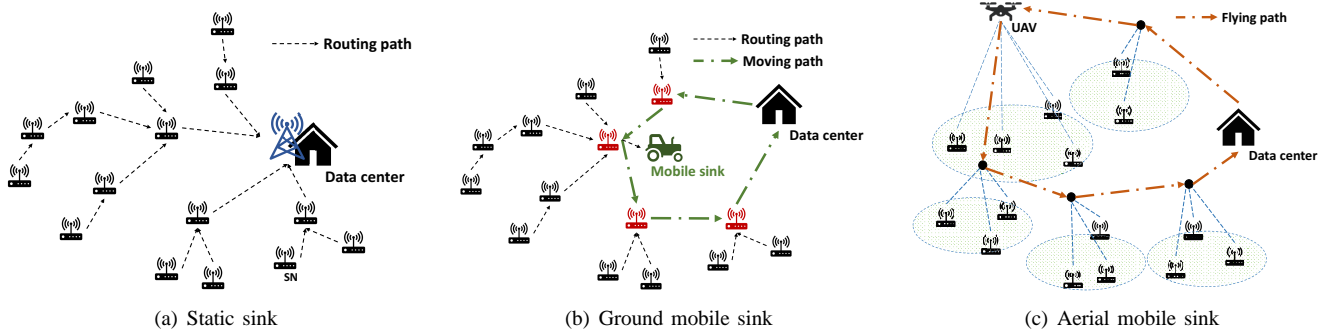 Routing path
Data center
SN
(a) Static sink
Routing path
Moving path
Data center
Mobile sink
(b) Ground mobile sink
UAV
Flying path
Data center
(c) Aerial mobile sink